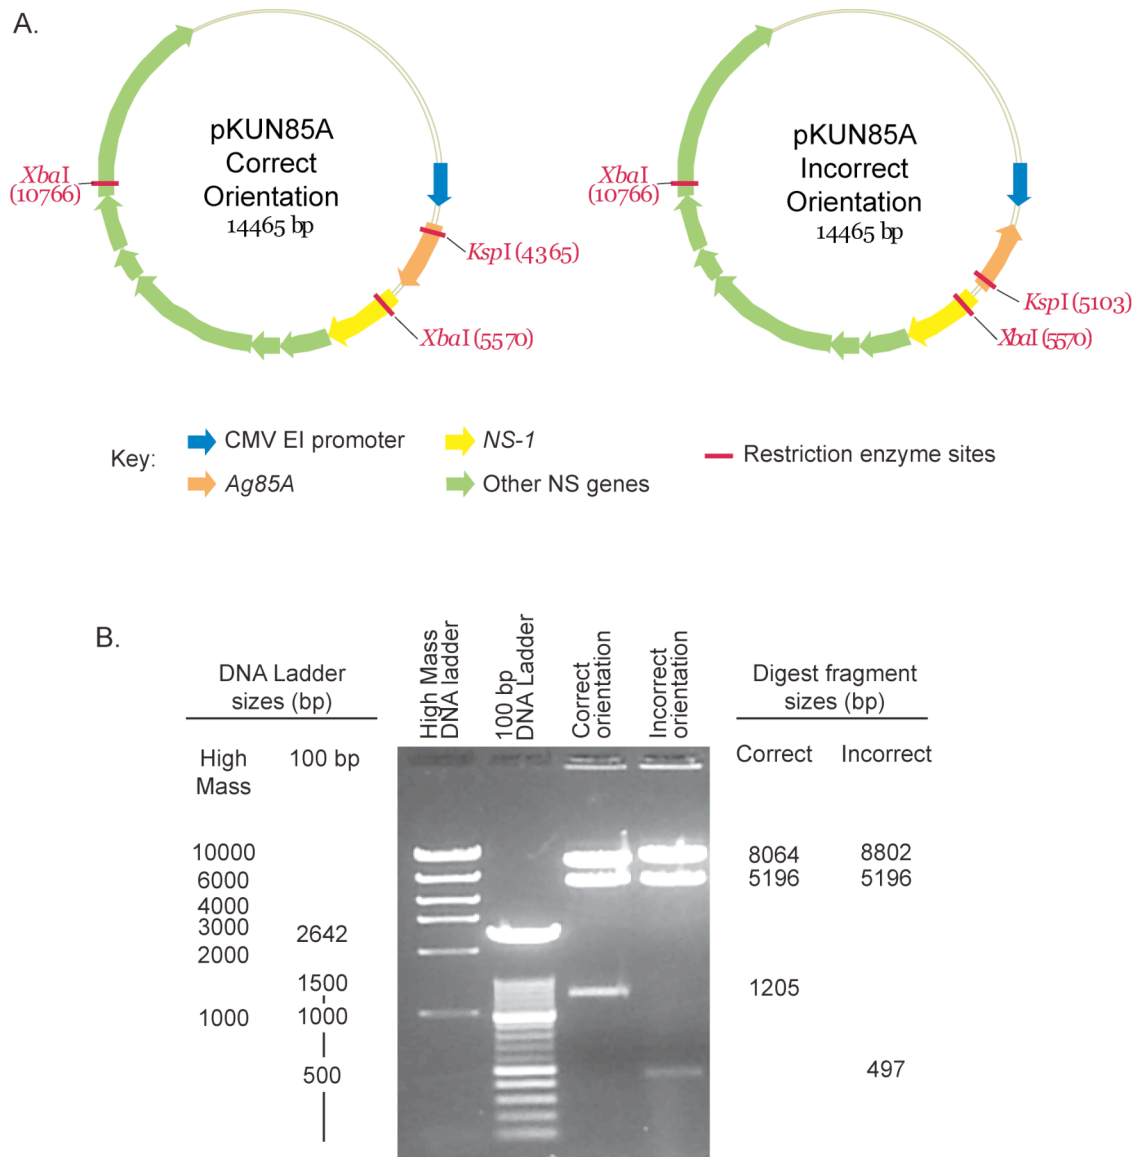 A.
pKUN85A
Correct
Orientation
14465 bp
XbaI
(10766)
KspI (4365)
XbaI (5570)
pKUN85A
Incorrect
Orientation
14465 bp
XbaI
(10766)
KspI (5103)
XbaI (5570)
Key:
CMV EI promoter
NS-1
Restriction enzyme sites
Ag85A
Other NS genes
B.
DNA Ladder
sizes (bp)
High Mass
DNA ladder
100 bp
DNA Ladder
Correct
orientation
Incorrect
orientation
Digest fragment
sizes (bp)
High
Mass
100 bp
Correct
Incorrect
10000
6000
4000
3000
2000
1000
2642
1500
1000
500
8064
8802
5196
5196
1205
497